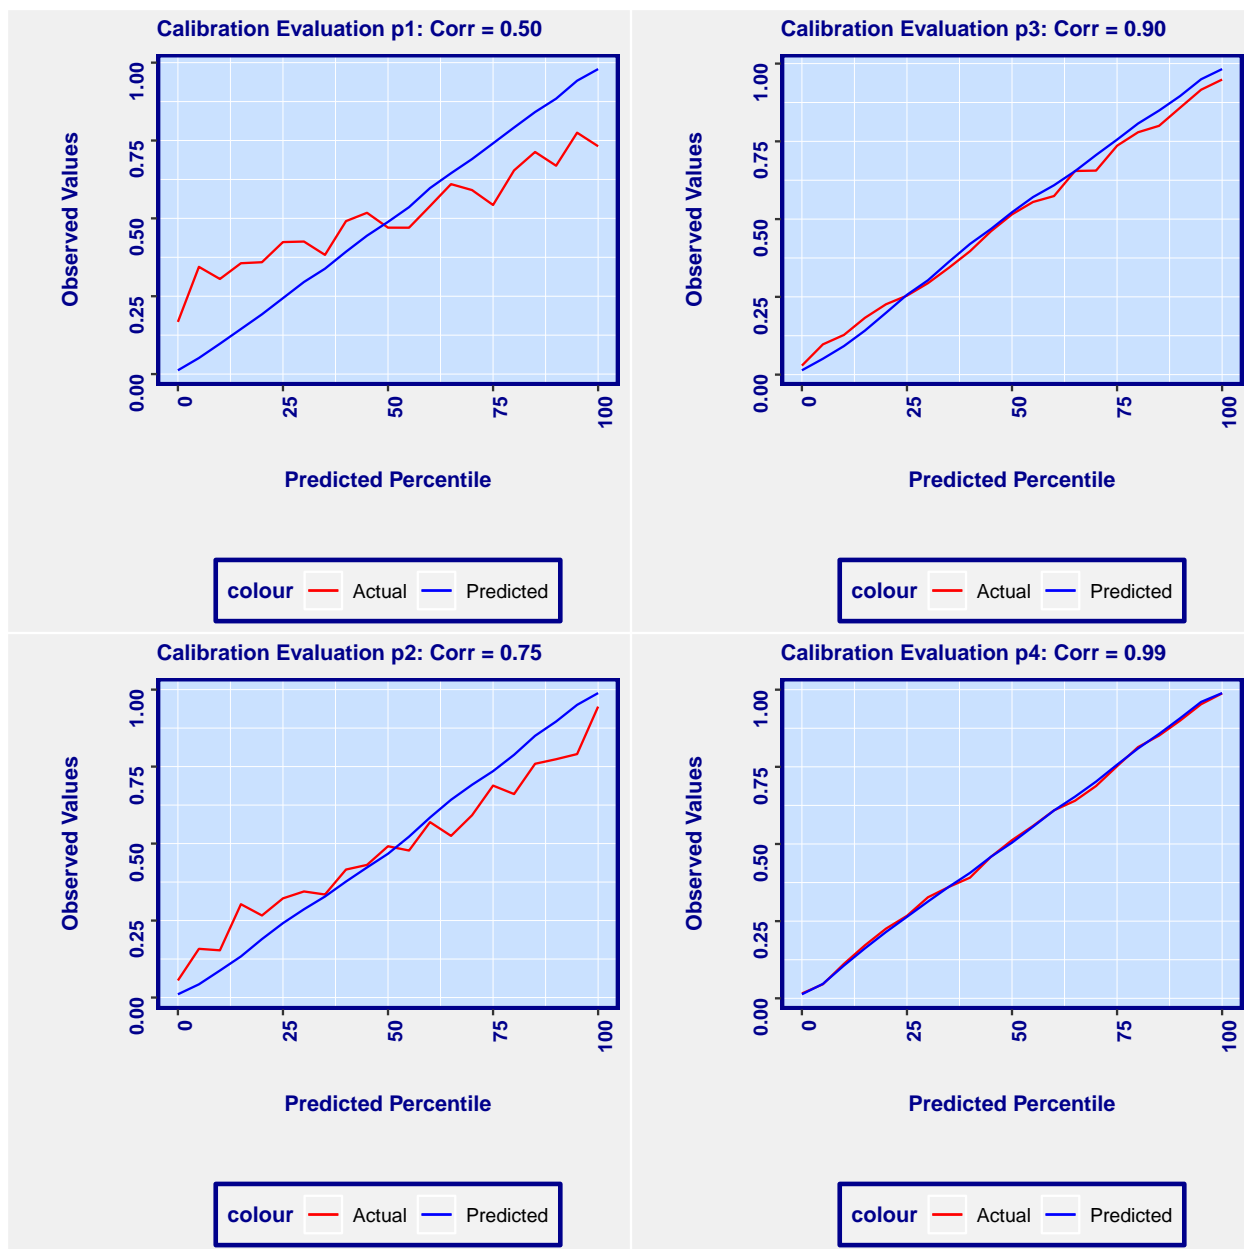 Calibration Evaluation p1: Corr = 0.50
Observed Values
1.00
0.75
0.50
0.25
0.00
0
25
50
75
100
Predicted Percentile
colour Actual Predicted
Calibration Evaluation p3: Corr = 0.90
Observed Values
1.00
0.75
0.50
0.25
0.00
0
25
50
75
100
Predicted Percentile
colour Actual Predicted
Calibration Evaluation p2: Corr = 0.75
Observed Values
1.00
0.75
0.50
0.25
0.00
0
25
50
75
100
Predicted Percentile
colour Actual Predicted
Calibration Evaluation p4: Corr = 0.99
Observed Values
1.00
0.75
0.50
0.25
0.00
0
25
50
75
100
Predicted Percentile
colour Actual Predicted